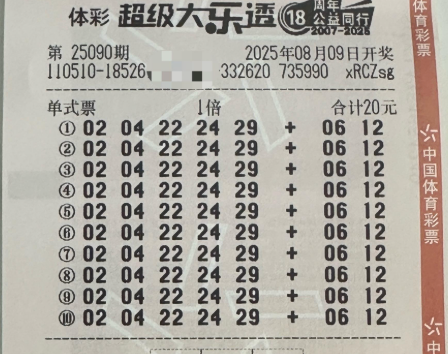 体彩 超级大乐透 18 周年 公益同行 2007-2025
第 25090期 2025年08月09日开奖
110510-18526 332620 735990 xRCZsg
单式票 1倍 合计20元
① 02 04 22 24 29 + 06 12
② 02 04 22 24 29 + 06 12
③ 02 04 22 24 29 + 06 12
④ 02 04 22 24 29 + 06 12
⑤ 02 04 22 24 29 + 06 12
⑥ 02 04 22 24 29 + 06 12
⑦ 02 04 22 24 29 + 06 12
⑧ 02 04 22 24 29 + 06 12
⑨ 02 04 22 24 29 + 06 12
⑩ 02 04 22 24 29 + 06 12
体育彩票
中国体育彩票
中